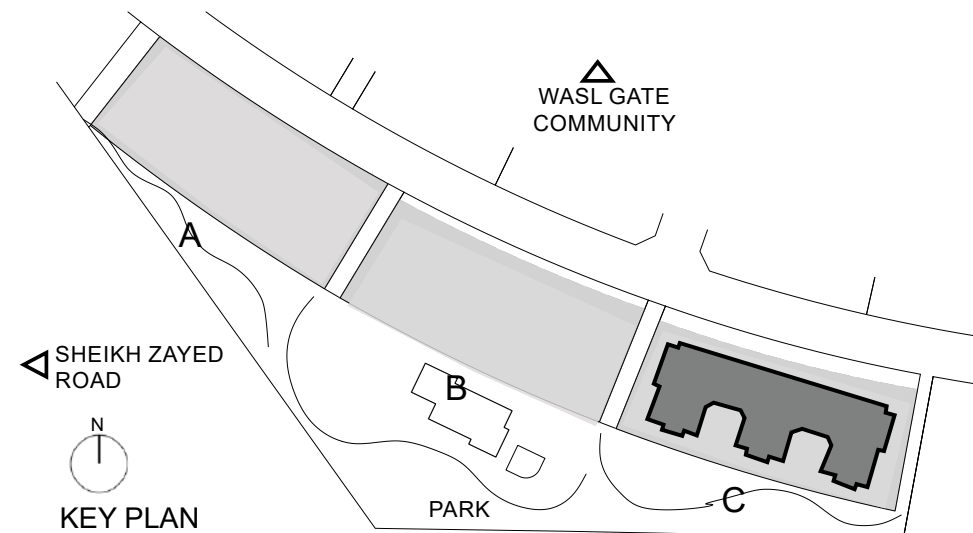 WASL GATE
COMMUNITY
A
SHEIKH ZAYED
ROAD
B
N
C
PARK
KEY PLAN